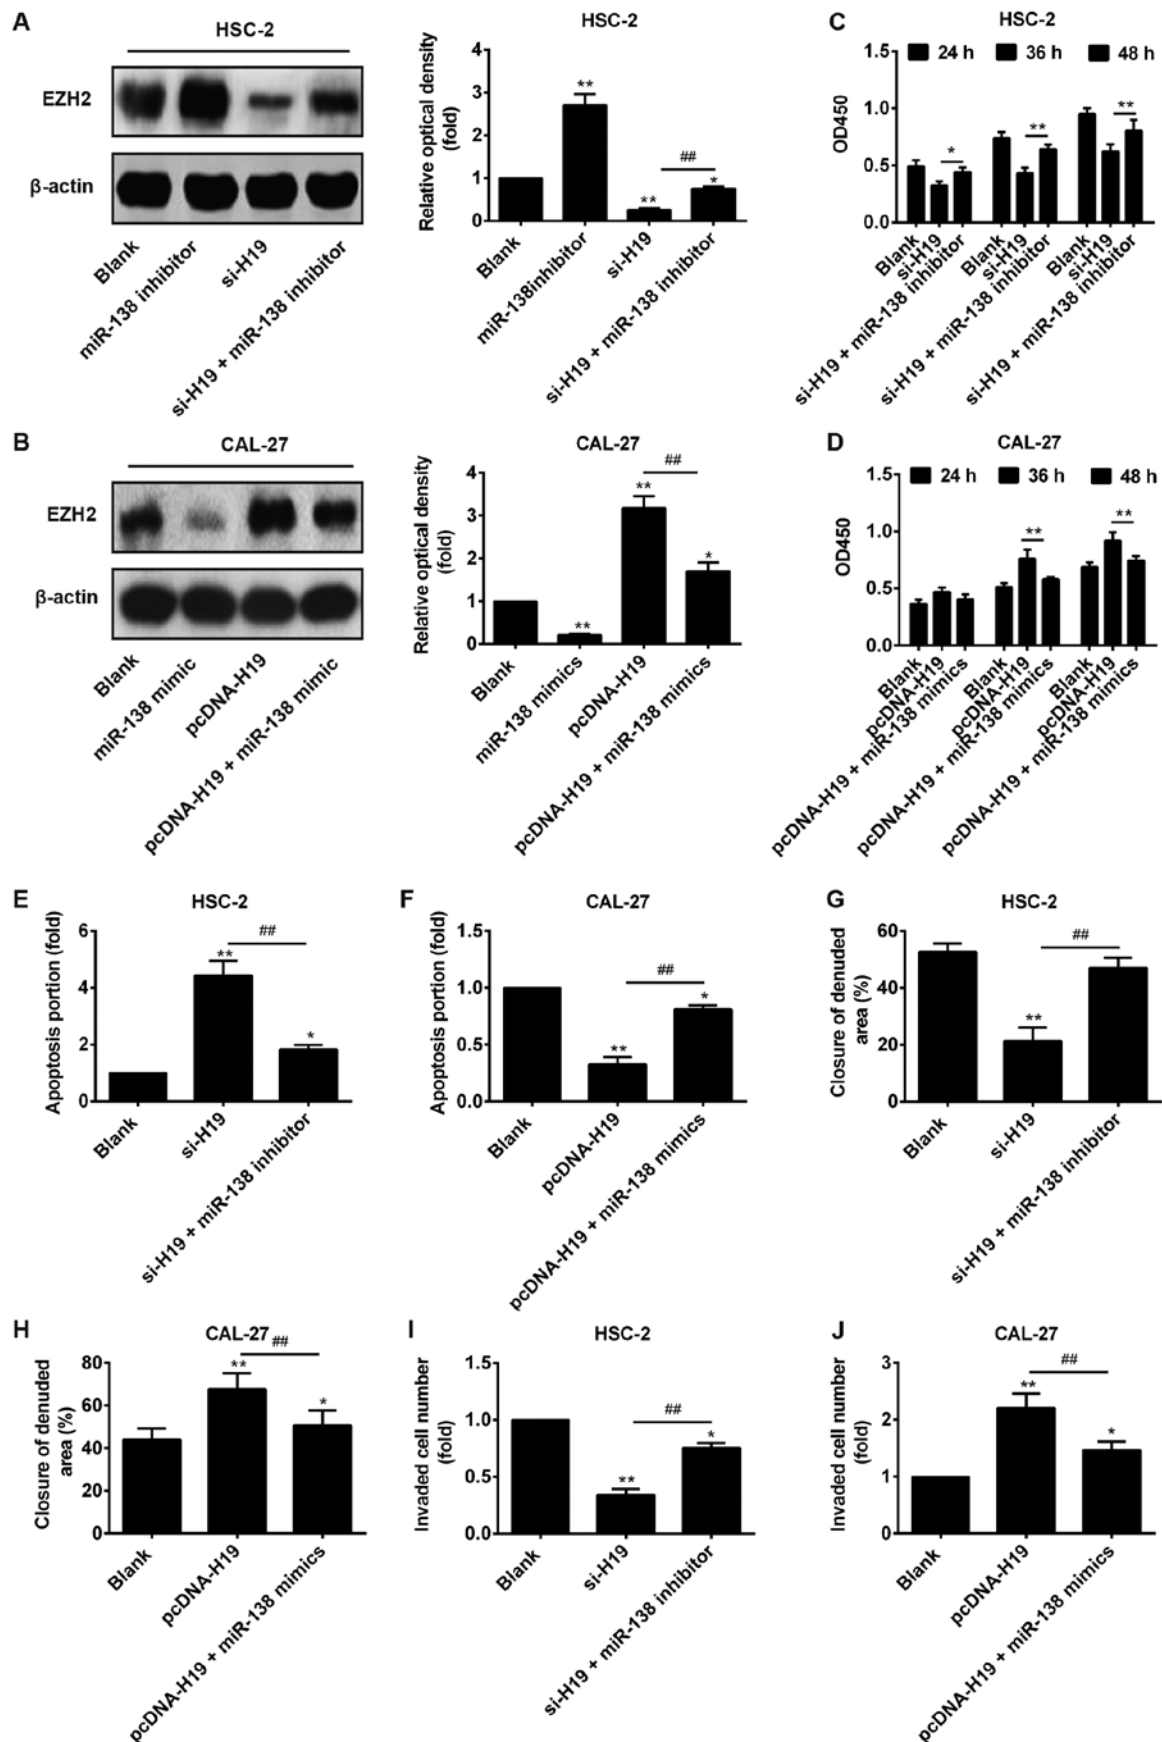 A
HSC-2
EZH2
β-actin
Blank
miR-138 inhibitor
si-H19
si-H19 + miR-138 inhibitor
HSC-2
Relative optical density
(fold)
4
3
2
1
0
**
**
##
*
Blank
miR-138inhibitor
si-H19
si-H19 + miR-138 inhibitor
C
HSC-2
24 h
36 h
48 h
OD450
1.5
1.0
0.5
0.0
*
**
**
Blank
si-H19
si-H19 + miR-138 inhibitor
Blank
si-H19
si-H19 + miR-138 inhibitor
Blank
si-H19
si-H19 + miR-138 inhibitor
B
CAL-27
EZH2
β-actin
Blank
miR-138 mimic
pcDNA-H19
pcDNA-H19 + miR-138 mimic
CAL-27
Relative optical density
(fold)
4
3
2
1
0
**
**
##
*
Blank
miR-138 mimics
pcDNA-H19
pcDNA-H19 + miR-138 mimics
D
CAL-27
24 h
36 h
48 h
OD450
1.5
1.0
0.5
0.0
**
**
Blank
pcDNA-H19
pcDNA-H19 + miR-138 mimics
Blank
pcDNA-H19
pcDNA-H19 + miR-138 mimics
Blank
pcDNA-H19
pcDNA-H19 + miR-138 mimics
E
HSC-2
Apoptosis portion (fold)
6
4
2
0
**
##
*
Blank
si-H19
si-H19 + miR-138 inhibitor
F
CAL-27
Apoptosis portion (fold)
1.5
1.0
0.5
0.0
**
##
*
Blank
pcDNA-H19
pcDNA-H19 + miR-138 mimics
G
HSC-2
Closure of denuded
area (%)
60
40
20
0
**
##
Blank
si-H19
si-H19 + miR-138 inhibitor
H
CAL-27
Closure of denuded
area (%)
80
60
40
20
0
**
##
*
Blank
pcDNA-H19
pcDNA-H19 + miR-138 mimics
I
HSC-2
Invaded cell number
(fold)
1.5
1.0
0.5
0.0
**
##
*
Blank
si-H19
si-H19 + miR-138 inhibitor
J
CAL-27
Invaded cell number
(fold)
3
2
1
0
**
##
*
Blank
pcDNA-H19
pcDNA-H19 + miR-138 mimics